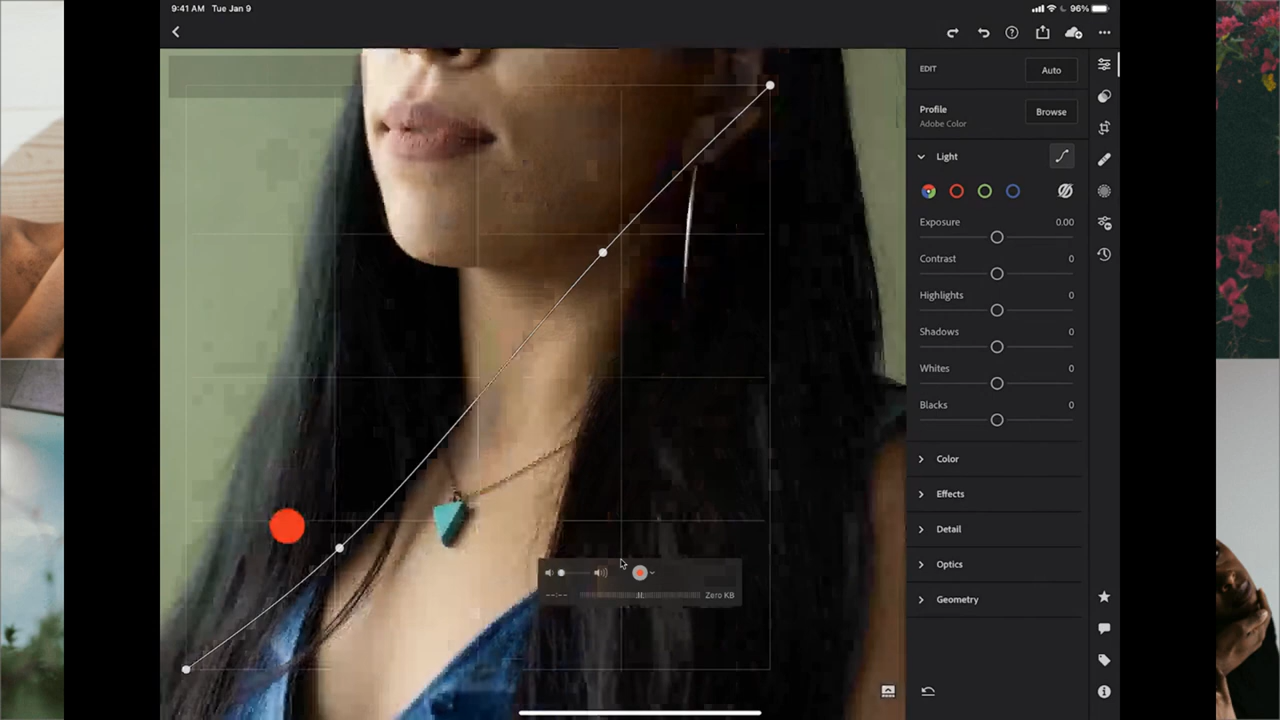 9:41 AM Tue Jan 9
96%
EDIT
Auto
Profile
Adobe Color
Browse
Light
Exposure 0.00
Contrast 0
Highlights 0
Shadows 0
Whites 0
Blacks 0
Color
Effects
Detail
Optics
Geometry
--:--
Zero KB